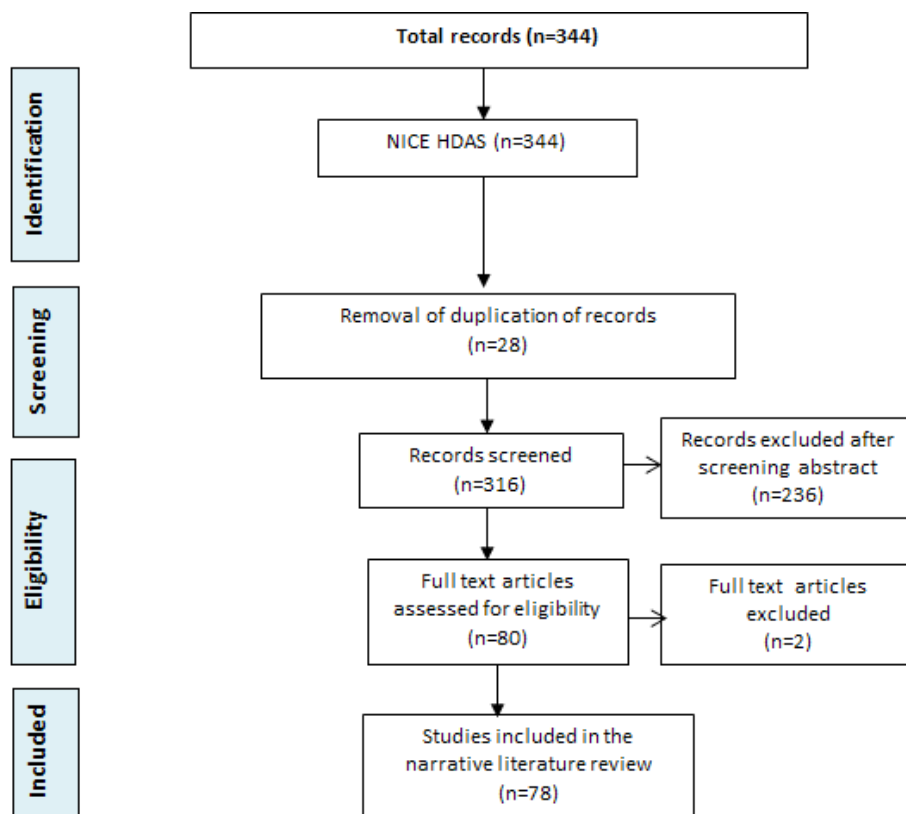 Total records (n=344)
Identification
NICE HDAS (n=344)
Screening
Removal of duplication of records
(n=28)
Records screened
(n=316)
Records excluded after
screening abstract
(n=236)
Eligibility
Full text articles
assessed for eligibility
(n=80)
Full text articles
excluded
(n=2)
Included
Studies included in the
narrative literature review
(n=78)